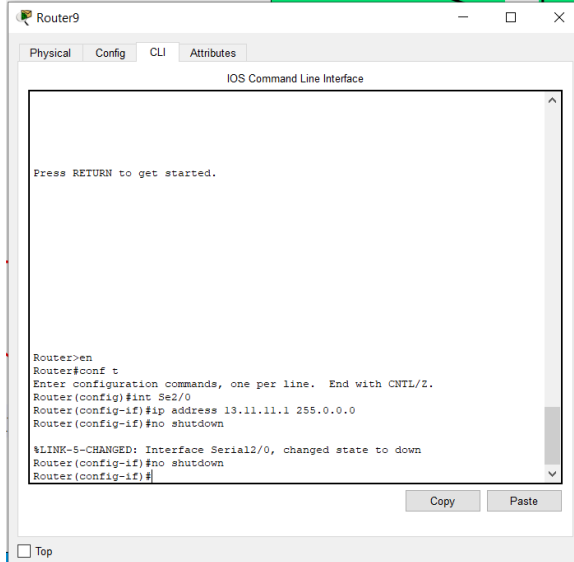 Router9
Physical Config CLI Attributes
IOS Command Line Interface
Press RETURN to get started.
Router>en
Router#conf t
Enter configuration commands, one per line.  End with CNTL/Z.
Router(config)#int Se2/0
Router(config-if)#ip address 13.11.11.1 255.0.0.0
Router(config-if)#no shutdown
%LINK-5-CHANGED: Interface Serial2/0, changed state to down
Router(config-if)#no shutdown
Router(config-if)#
Copy Paste
Top